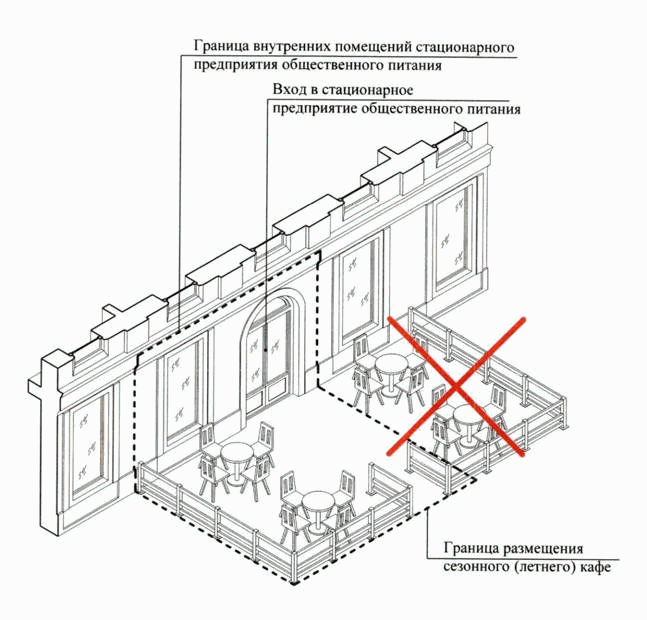 Граница внутренних помещений стационарного
предприятия общественного питания
Вход в стационарное
предприятие общественного питания
Граница размещения
сезонного (летнего) кафе